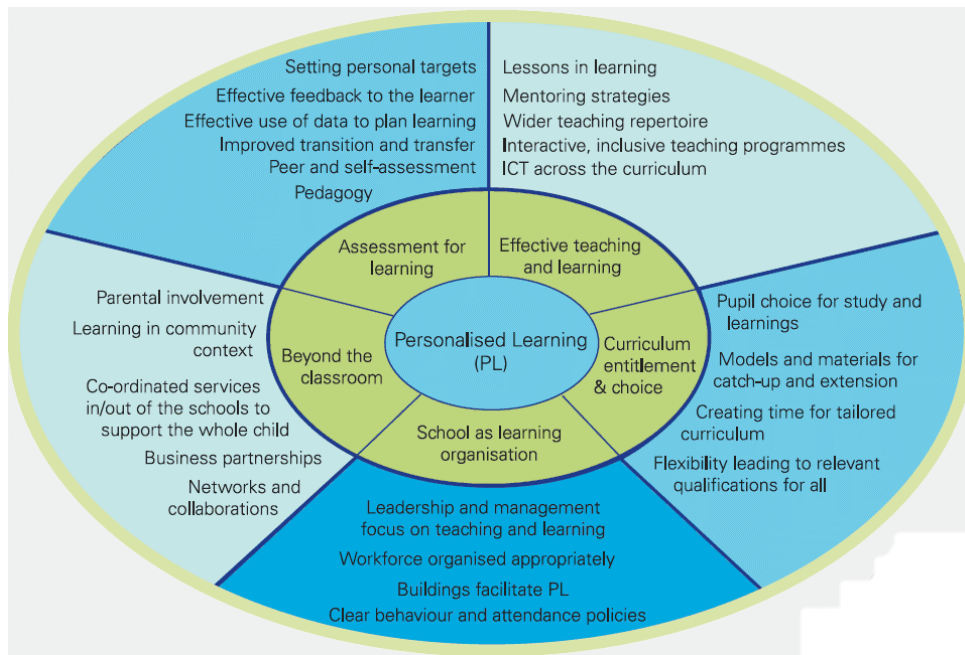 Setting personal targets
Effective feedback to the learner
Effective use of data to plan learning
Improved transition and transfer
Peer and self-assessment
Pedagogy
Lessons in learning
Mentoring strategies
Wider teaching repertoire
Interactive, inclusive teaching programmes
ICT across the curriculum
Assessment for
learning
Effective teaching
and learning
Parental involvement
Learning in community
context
Co-ordinated services
in/out of the schools to
support the whole child
Business partnerships
Networks and
collaborations
Beyond the
classroom
Personalised Learning
(PL)
Curriculum
entitlement
& choice
Pupil choice for study and
learnings
Models and materials for
catch-up and extension
Creating time for tailored
curriculum
Flexibility leading to relevant
qualifications for all
School as learning
organisation
Leadership and management
focus on teaching and learning
Workforce organised appropriately
Buildings facilitate PL
Clear behaviour and attendance policies